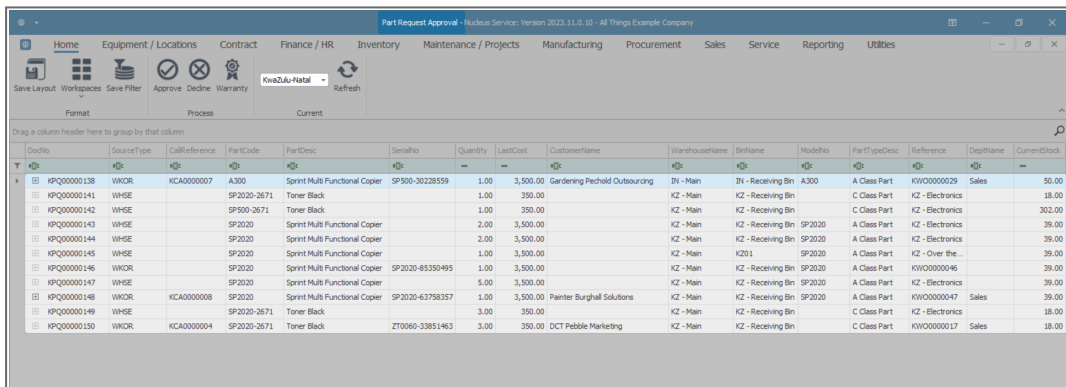 Part Request Approval - Nucleus Service: Version 2023.11.0.10 - All Things Example Company
Home Equipment / Locations Contract Finance / HR Inventory Maintenance / Projects Manufacturing Procurement Sales Service Reporting Utilities
Save Layout Workspaces Save Filter Approve Decline Warranty KwaZulu-Natal Refresh
Format Process Current
Drag a column header here to group by that column
DocNo SourceType CallReference PartCode PartDesc SerialNo Quantity LastCost CustomerName WarehouseName BinName ModelNo PartTypeDesc Reference DeptName CurrentStock
KPQ00000138 WKOR KCA0000007 A300 Sprint Multi Functional Copier SP500-30228559 1.00 3,500.00 Gardening Pechold Outsourcing IN - Main IN - Receiving Bin A300 A Class Part KWO0000029 Sales 50.00
KPQ00000141 WHSE SP2020-2671 Toner Black 1.00 350.00 KZ - Main KZ - Receiving Bin C Class Part KZ - Electronics 18.00
KPQ00000142 WHSE SP500-2671 Toner Black 1.00 350.00 KZ - Main KZ - Receiving Bin C Class Part KZ - Electronics 302.00
KPQ00000143 WHSE SP2020 Sprint Multi Functional Copier 2.00 3,500.00 KZ - Main KZ - Receiving Bin SP2020 A Class Part KZ - Electronics 39.00
KPQ00000144 WHSE SP2020 Sprint Multi Functional Copier 2.00 3,500.00 KZ - Main KZ - Receiving Bin SP2020 A Class Part KZ - Electronics 39.00
KPQ00000145 WHSE SP2020 Sprint Multi Functional Copier 1.00 3,500.00 KZ - Main KZ01 SP2020 A Class Part KZ - Over the... 39.00
KPQ00000146 WKOR SP2020 Sprint Multi Functional Copier SP2020-85350495 1.00 3,500.00 KZ - Main KZ - Receiving Bin SP2020 A Class Part KWO0000046 39.00
KPQ00000147 WHSE SP2020 Sprint Multi Functional Copier 5.00 3,500.00 KZ - Main KZ - Receiving Bin SP2020 A Class Part KZ - Electronics 39.00
KPQ00000148 WKOR KCA0000008 SP2020 Sprint Multi Functional Copier SP2020-63758357 1.00 3,500.00 Painter Burghall Solutions KZ - Main KZ - Receiving Bin SP2020 A Class Part KWO0000047 Sales 39.00
KPQ00000149 WHSE SP2020-2671 Toner Black 3.00 350.00 KZ - Main KZ - Receiving Bin C Class Part KZ - Electronics 18.00
KPQ00000150 WKOR KCA0000004 SP2020-2671 Toner Black ZT0060-33851463 3.00 350.00 DCT Pebble Marketing KZ - Main KZ - Receiving Bin C Class Part KWO0000017 Sales 18.00